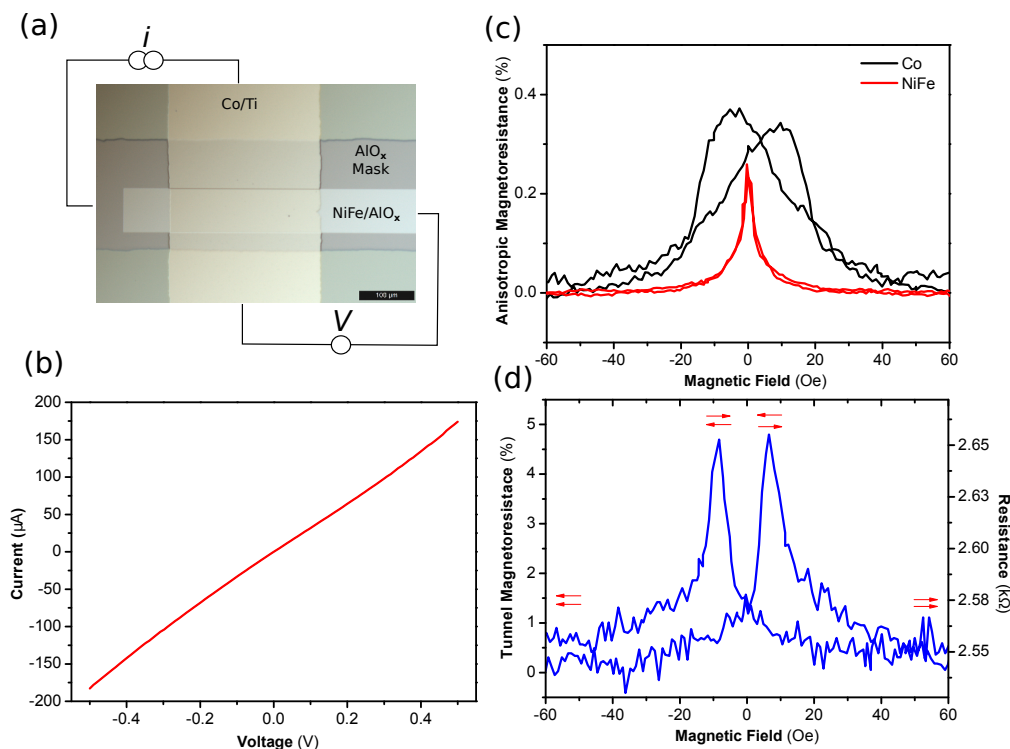 (a)
i
Co/Ti
AlOx
Mask
NiFe/AlOx
100 µm
V
(b)
200
150
100
50
0
-50
-100
-150
-200
Current (µA)
-0.4
-0.2
0.0
0.2
0.4
Voltage (V)
(c)
Co
NiFe
0.4
0.2
0.0
Anisotropic Magnetoresistance (%)
-60
-40
-20
0
20
40
60
Magnetic Field (Oe)
(d)
5
4
3
2
1
0
Tunnel Magnetoresistace (%)
2.65
2.63
2.60
2.58
2.55
Resistance (KΩ)
-60
-40
-20
0
20
40
60
Magnetic Field (Oe)